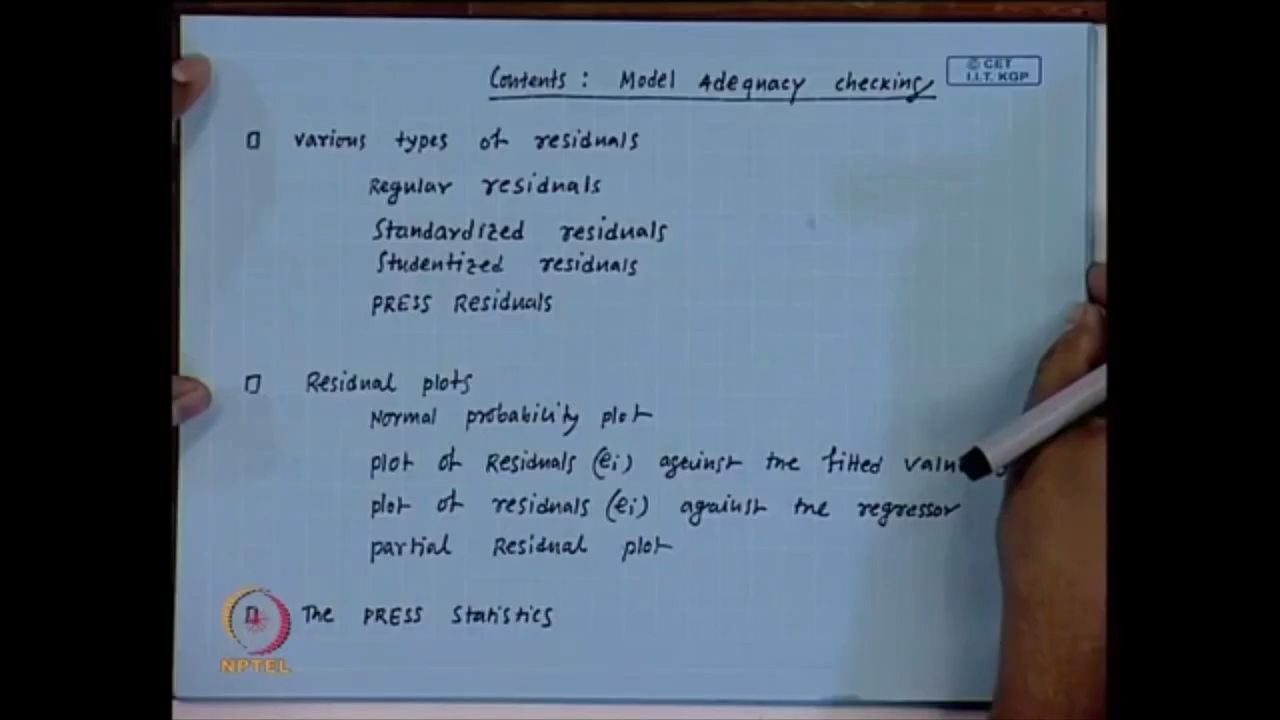 Contents : Model Adequacy checking
© CET
I.I.T. KGP
Various types of residuals
Regular residuals
Standardized residuals
Studentized residuals
PRESS Residuals
Residual plots
Normal probability plot
plot of Residuals (ei) against the fitted
plot of residuals (ei) against the regressor
partial Residual plot
The PRESS Statistics
NPTEL